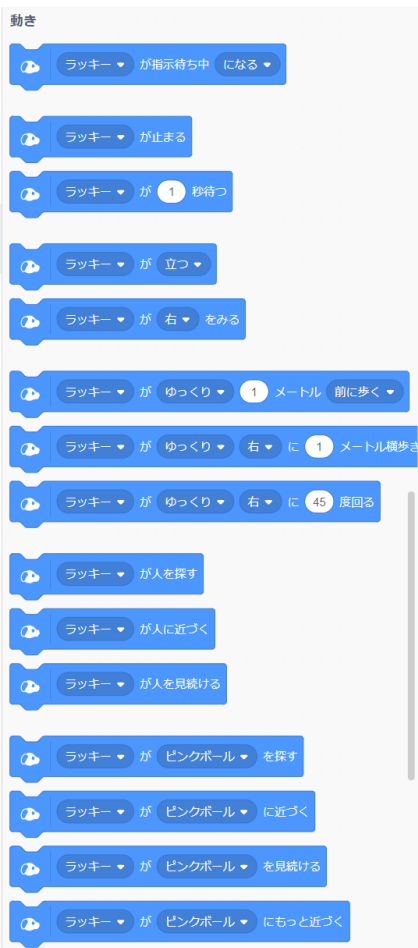 動き
ラッキー が指示待ち中 になる
ラッキー が止まる
ラッキー が 1 秒待つ
ラッキー が 立つ
ラッキー が 右 をみる
ラッキー が ゆっくり 1 メートル 前に歩く
ラッキー が ゆっくり 右 に 1 メートル横歩き
ラッキー が ゆっくり 右 に 45 度回る
ラッキー が人を探す
ラッキー が人に近づく
ラッキー が人を見続ける
ラッキー が ピンクボール を探す
ラッキー が ピンクボール に近づく
ラッキー が ピンクボール を見続ける
ラッキー が ピンクボール にもっと近づく